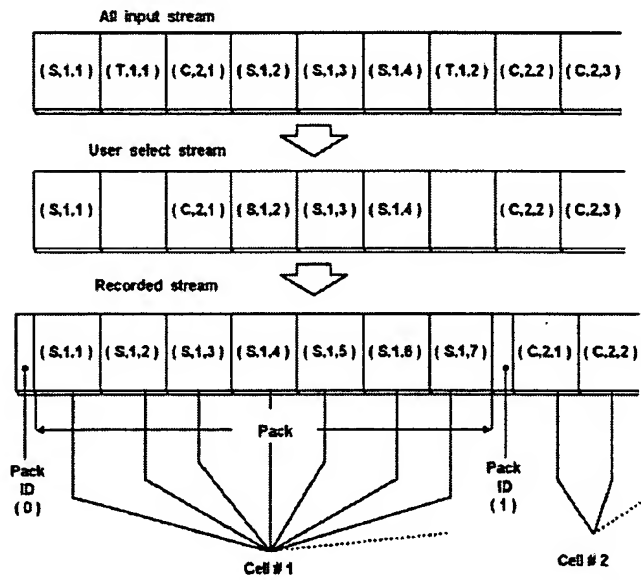 All input stream
(S,1,1) (T,1,1) (C,2,1) (S,1,2) (S,1,3) (S,1,4) (T,1,2) (C,2,2) (C,2,3)
User select stream
(S,1,1) (C,2,1) (S,1,2) (S,1,3) (S,1,4) (C,2,2) (C,2,3)
Recorded stream
(S,1,1) (S,1,2) (S,1,3) (S,1,4) (S,1,5) (S,1,6) (S,1,7) (C,2,1) (C,2,2)
Pack
Pack ID (0)
Pack ID (1)
Cell # 1
Cell # 2